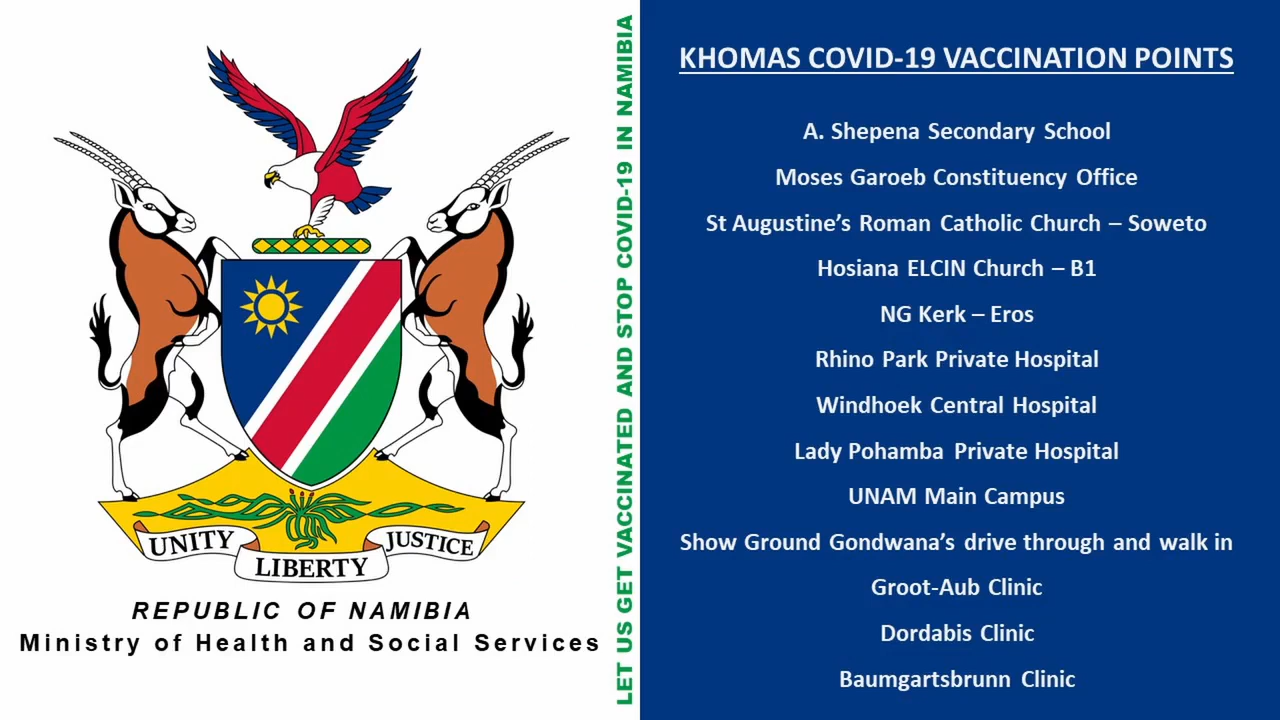 UNITY
LIBERTY
JUSTICE
REPUBLIC OF NAMIBIA
Ministry of Health and Social Services
LET US GET VACCINATED AND STOP COVID-19 IN NAMIBIA
KHOMAS COVID-19 VACCINATION POINTS
A. Shepena Secondary School
Moses Garoeb Constituency Office
St Augustine’s Roman Catholic Church – Soweto
Hosiana ELCIN Church – B1
NG Kerk – Eros
Rhino Park Private Hospital
Windhoek Central Hospital
Lady Pohamba Private Hospital
UNAM Main Campus
Show Ground Gondwana’s drive through and walk in
Groot-Aub Clinic
Dordabis Clinic
Baumgartsbrunn Clinic